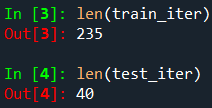 In [3]: len(train_iter)
Out[3]: 235
In [4]: len(test_iter)
Out[4]: 40